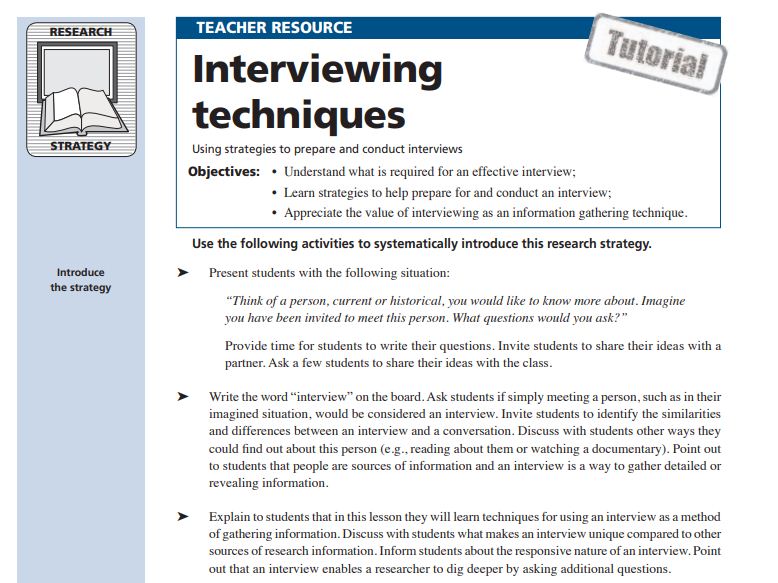 RESEARCH
STRATEGY
TEACHER RESOURCE
Tutorial
Interviewing
techniques
Using strategies to prepare and conduct interviews
Objectives: • Understand what is required for an effective interview;
• Learn strategies to help prepare for and conduct an interview;
• Appreciate the value of interviewing as an information gathering technique.
Use the following activities to systematically introduce this research strategy.
Introduce
the strategy
➤ Present students with the following situation:
“Think of a person, current or historical, you would like to know more about. Imagine
you have been invited to meet this person. What questions would you ask?”
Provide time for students to write their questions. Invite students to share their ideas with a
partner. Ask a few students to share their ideas with the class.
➤ Write the word “interview” on the board. Ask students if simply meeting a person, such as in their
imagined situation, would be considered an interview. Invite students to identify the similarities
and differences between an interview and a conversation. Discuss with students other ways they
could find out about this person (e.g., reading about them or watching a documentary). Point out
to students that people are sources of information and an interview is a way to gather detailed or
revealing information.
➤ Explain to students that in this lesson they will learn techniques for using an interview as a method
of gathering information. Discuss with students what makes an interview unique compared to other
sources of research information. Inform students about the responsive nature of an interview. Point
out that an interview enables a researcher to dig deeper by asking additional questions.